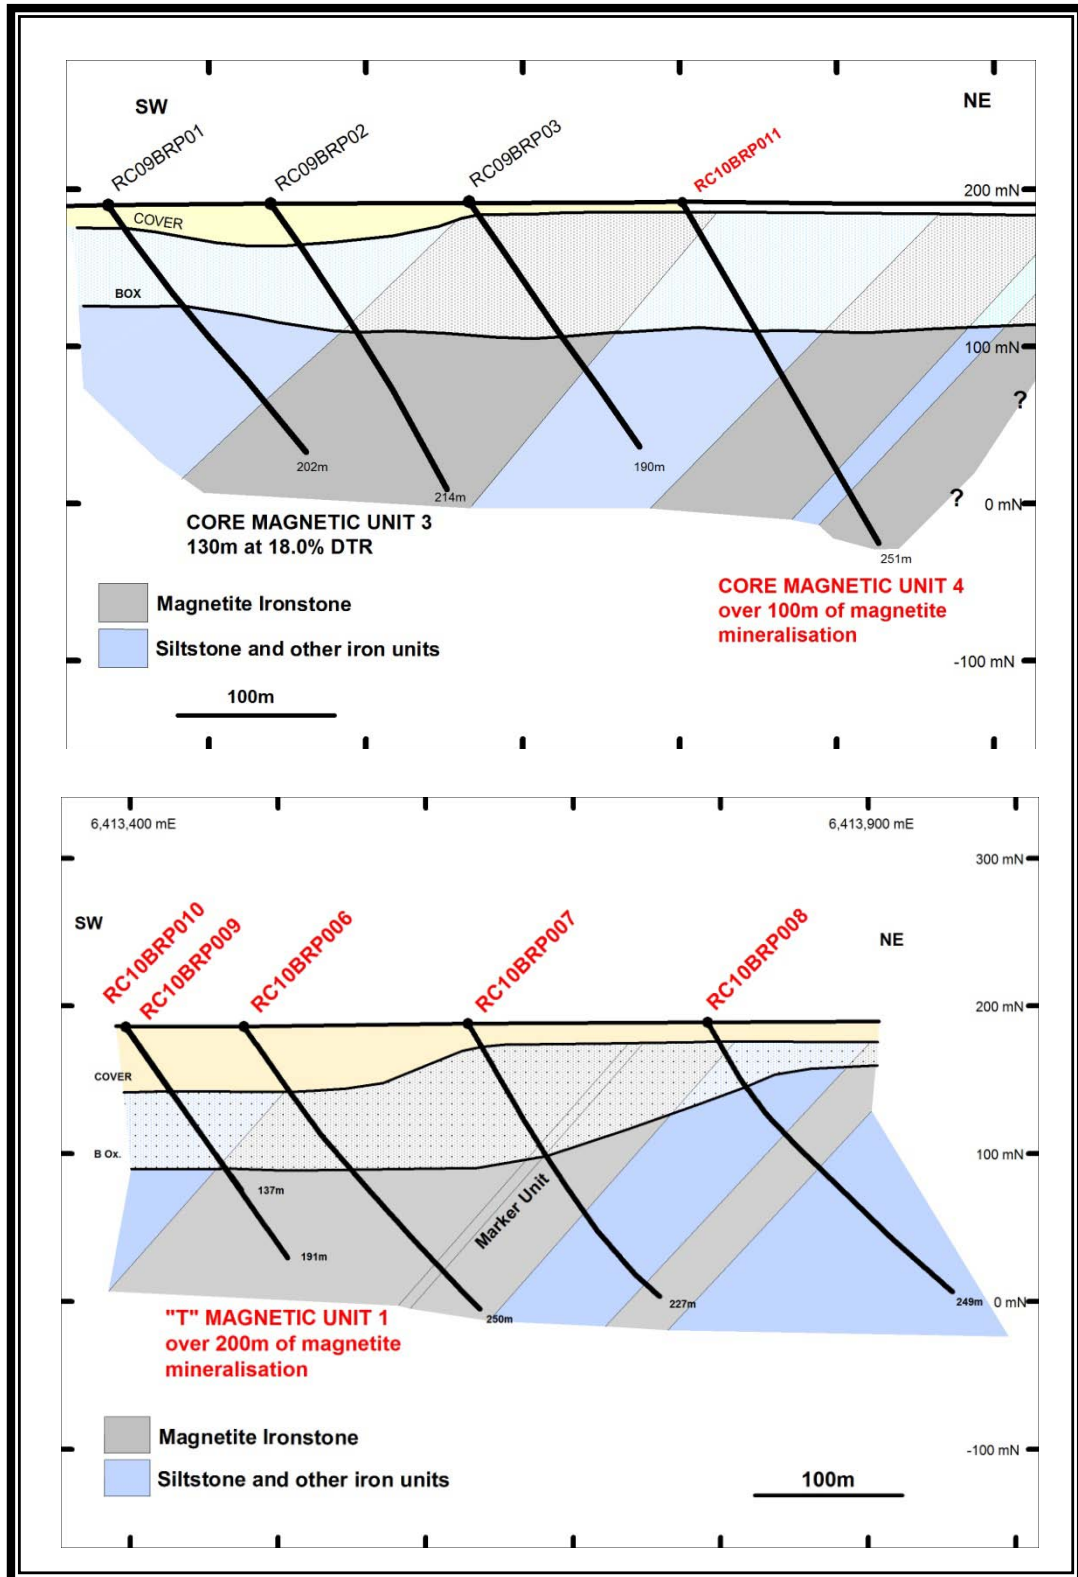 SW
NE
RC09BRP01
RC09BRP02
RC09BRP03
RC10BRP011
200 mN
COVER
BOX
100 mN
?
202m
190m
214m
?
0 mN
CORE MAGNETIC UNIT 3
130m at 18.0% DTR
251m
CORE MAGNETIC UNIT 4
over 100m of magnetite
mineralisation
Magnetite Ironstone
Siltstone and other iron units
-100 mN
100m
6,413,400 mE
6,413,900 mE
300 mN
SW
NE
RC10BRP010
RC10BRP009
RC10BRP006
RC10BRP007
RC10BRP008
200 mN
COVER
B Ox.
100 mN
137m
Marker Unit
191m
250m
227m
249m
0 mN
"T" MAGNETIC UNIT 1
over 200m of magnetite
mineralisation
Magnetite Ironstone
Siltstone and other iron units
-100 mN
100m